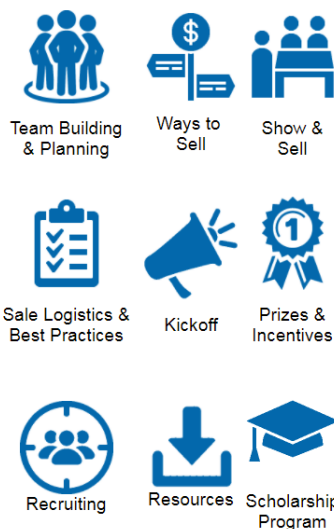 $
Team Building
& Planning
Ways to
Sell
Show &
Sell
1
Sale Logistics &
Best Practices
Kickoff
Prizes &
Incentives
Recruiting
Resources
Scholarship
Program